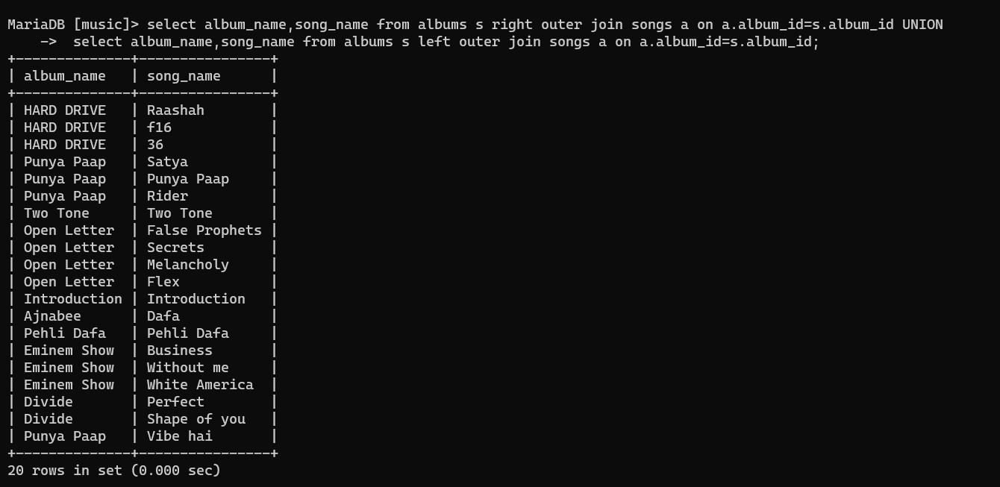 MariaDB [music]> select album_name,song_name from albums s right outer join songs a on a.album_id=s.album_id UNION
    ->  select album_name,song_name from albums s left outer join songs a on a.album_id=s.album_id;
+--------------+----------------+
| album_name   | song_name      |
+--------------+----------------+
| HARD DRIVE   | Raashah        |
| HARD DRIVE   | f16            |
| HARD DRIVE   | 36             |
| Punya Paap   | Satya          |
| Punya Paap   | Punya Paap     |
| Punya Paap   | Rider          |
| Two Tone     | Two Tone       |
| Open Letter  | False Prophets |
| Open Letter  | Secrets        |
| Open Letter  | Melancholy     |
| Open Letter  | Flex           |
| Introduction | Introduction   |
| Ajnabee      | Dafa           |
| Pehli Dafa   | Pehli Dafa     |
| Eminem Show  | Business       |
| Eminem Show  | Without me     |
| Eminem Show  | White America  |
| Divide       | Perfect        |
| Divide       | Shape of you   |
| Punya Paap   | Vibe hai       |
+--------------+----------------+
20 rows in set (0.000 sec)